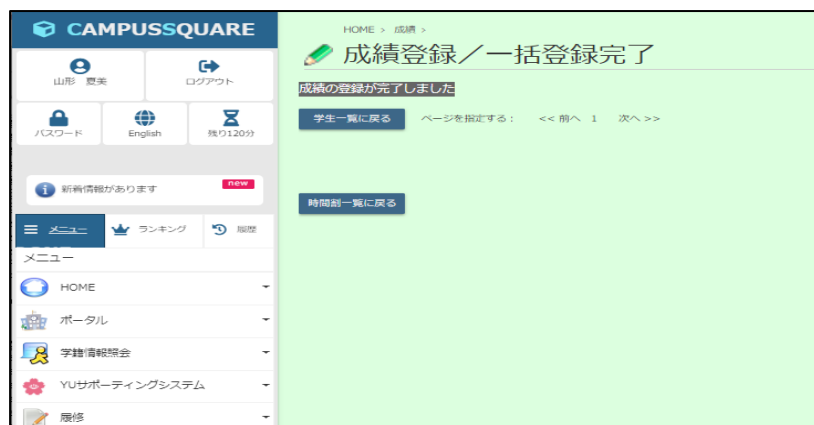 CAMPUSSQUARE
山形 夏美
ログアウト
パスワード
English
残り120分
新着情報があります
new
メニュー
ランキング
履歴
メニュー
HOME
ポータル
学籍情報照会
YUサポーティングシステム
履修
HOME > 成績 >
成績登録／一括登録完了
成績の登録が完了しました
学生一覧に戻る
ページを指定する： << 前へ 1 次へ >>
時間割一覧に戻る